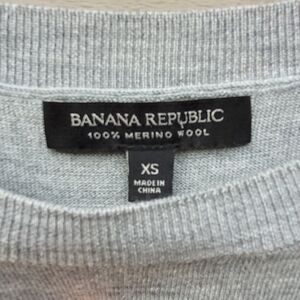 BANANA REPUBLIC
100% MERINO WOOL
XS
MADE IN
CHINA